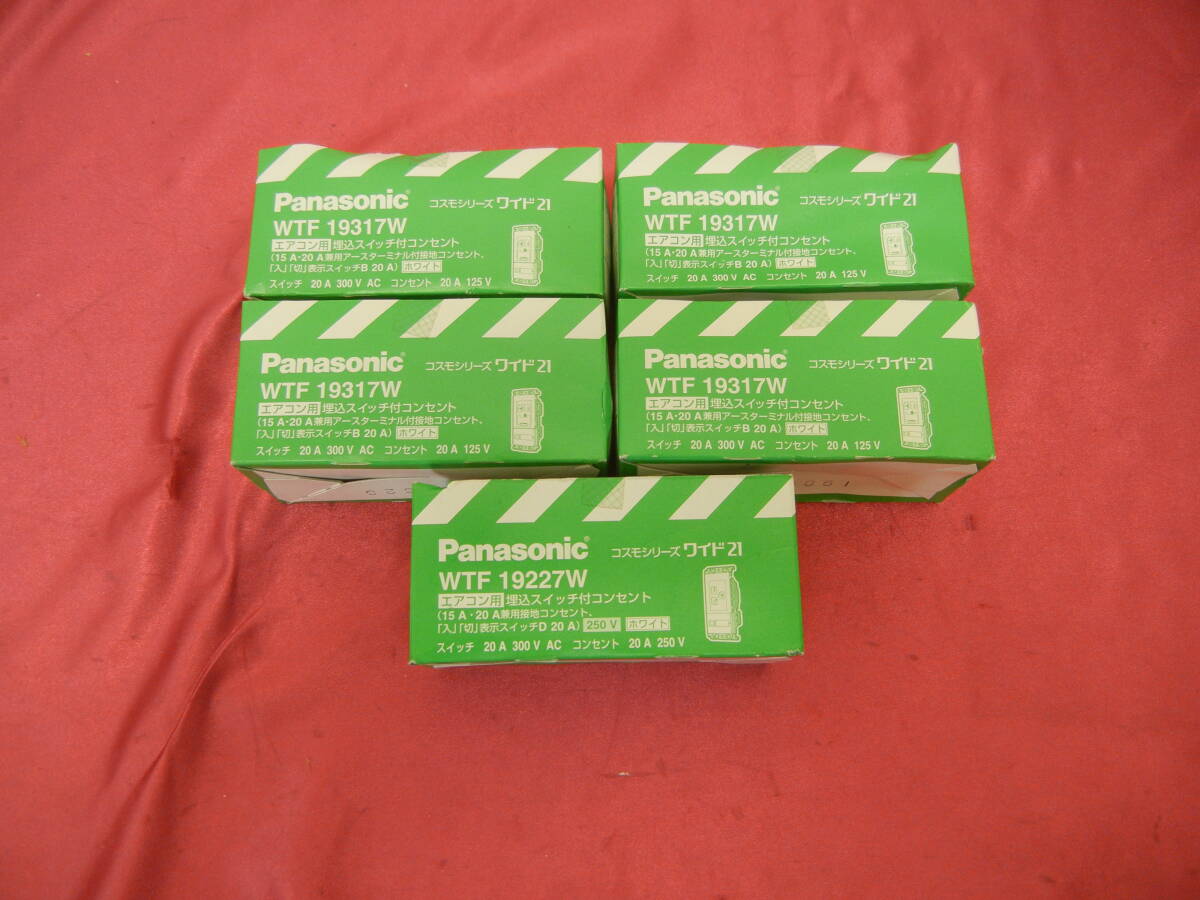 Panasonic® コスモシリーズ ワイド21
WTF 19317W
エアコン用 埋込スイッチ付コンセント
(15 A・20 A兼用アースターミナル付接地コンセント、
「入」「切」表示スイッチB 20 A) ホワイト
スイッチ 20 A 300 V AC コンセント 20 A 125 V
Panasonic® コスモシリーズ ワイド21
WTF 19317W
エアコン用 埋込スイッチ付コンセント
(15 A・20 A兼用アースターミナル付接地コンセント、
「入」「切」表示スイッチB 20 A) ホワイト
スイッチ 20 A 300 V AC コンセント 20 A 125 V
Panasonic® コスモシリーズ ワイド21
WTF 19317W
エアコン用 埋込スイッチ付コンセント
(15 A・20 A兼用アースターミナル付接地コンセント、
「入」「切」表示スイッチB 20 A) ホワイト
スイッチ 20 A 300 V AC コンセント 20 A 125 V
Panasonic® コスモシリーズ ワイド21
WTF 19317W
エアコン用 埋込スイッチ付コンセント
(15 A・20 A兼用アースターミナル付接地コンセント、
「入」「切」表示スイッチB 20 A) ホワイト
スイッチ 20 A 300 V AC コンセント 20 A 125 V
Panasonic® コスモシリーズ ワイド21
WTF 19227W
エアコン用 埋込スイッチ付コンセント
(15 A・20 A兼用接地コンセント、
「入」「切」表示スイッチD 20 A) 250 V ホワイト
スイッチ 20 A 300 V AC コンセント 20 A 250 V